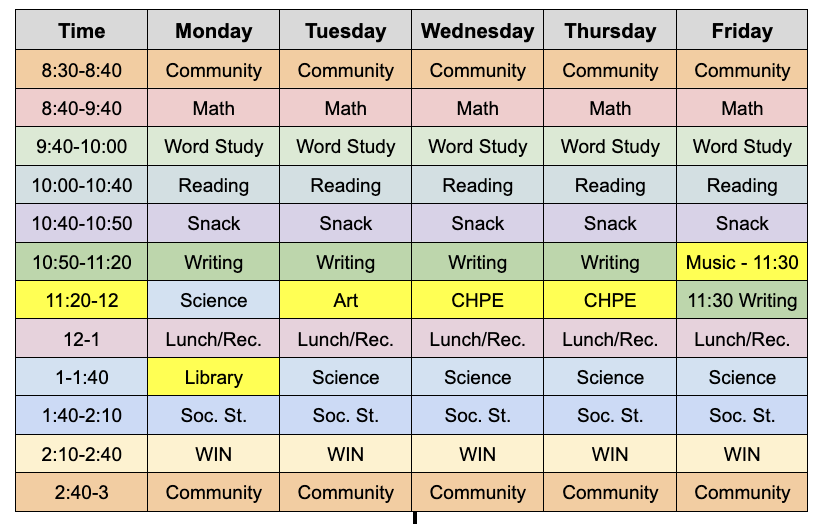 Time Monday Tuesday Wednesday Thursday Friday
8:30-8:40 Community Community Community Community Community
8:40-9:40 Math Math Math Math Math
9:40-10:00 Word Study Word Study Word Study Word Study Word Study
10:00-10:40 Reading Reading Reading Reading Reading
10:40-10:50 Snack Snack Snack Snack Snack
10:50-11:20 Writing Writing Writing Writing Music - 11:30
11:20-12 Science Art CHPE CHPE 11:30 Writing
12-1 Lunch/Rec. Lunch/Rec. Lunch/Rec. Lunch/Rec. Lunch/Rec.
1-1:40 Library Science Science Science Science
1:40-2:10 Soc. St. Soc. St. Soc. St. Soc. St. Soc. St.
2:10-2:40 WIN WIN WIN WIN WIN
2:40-3 Community Community Community Community Community